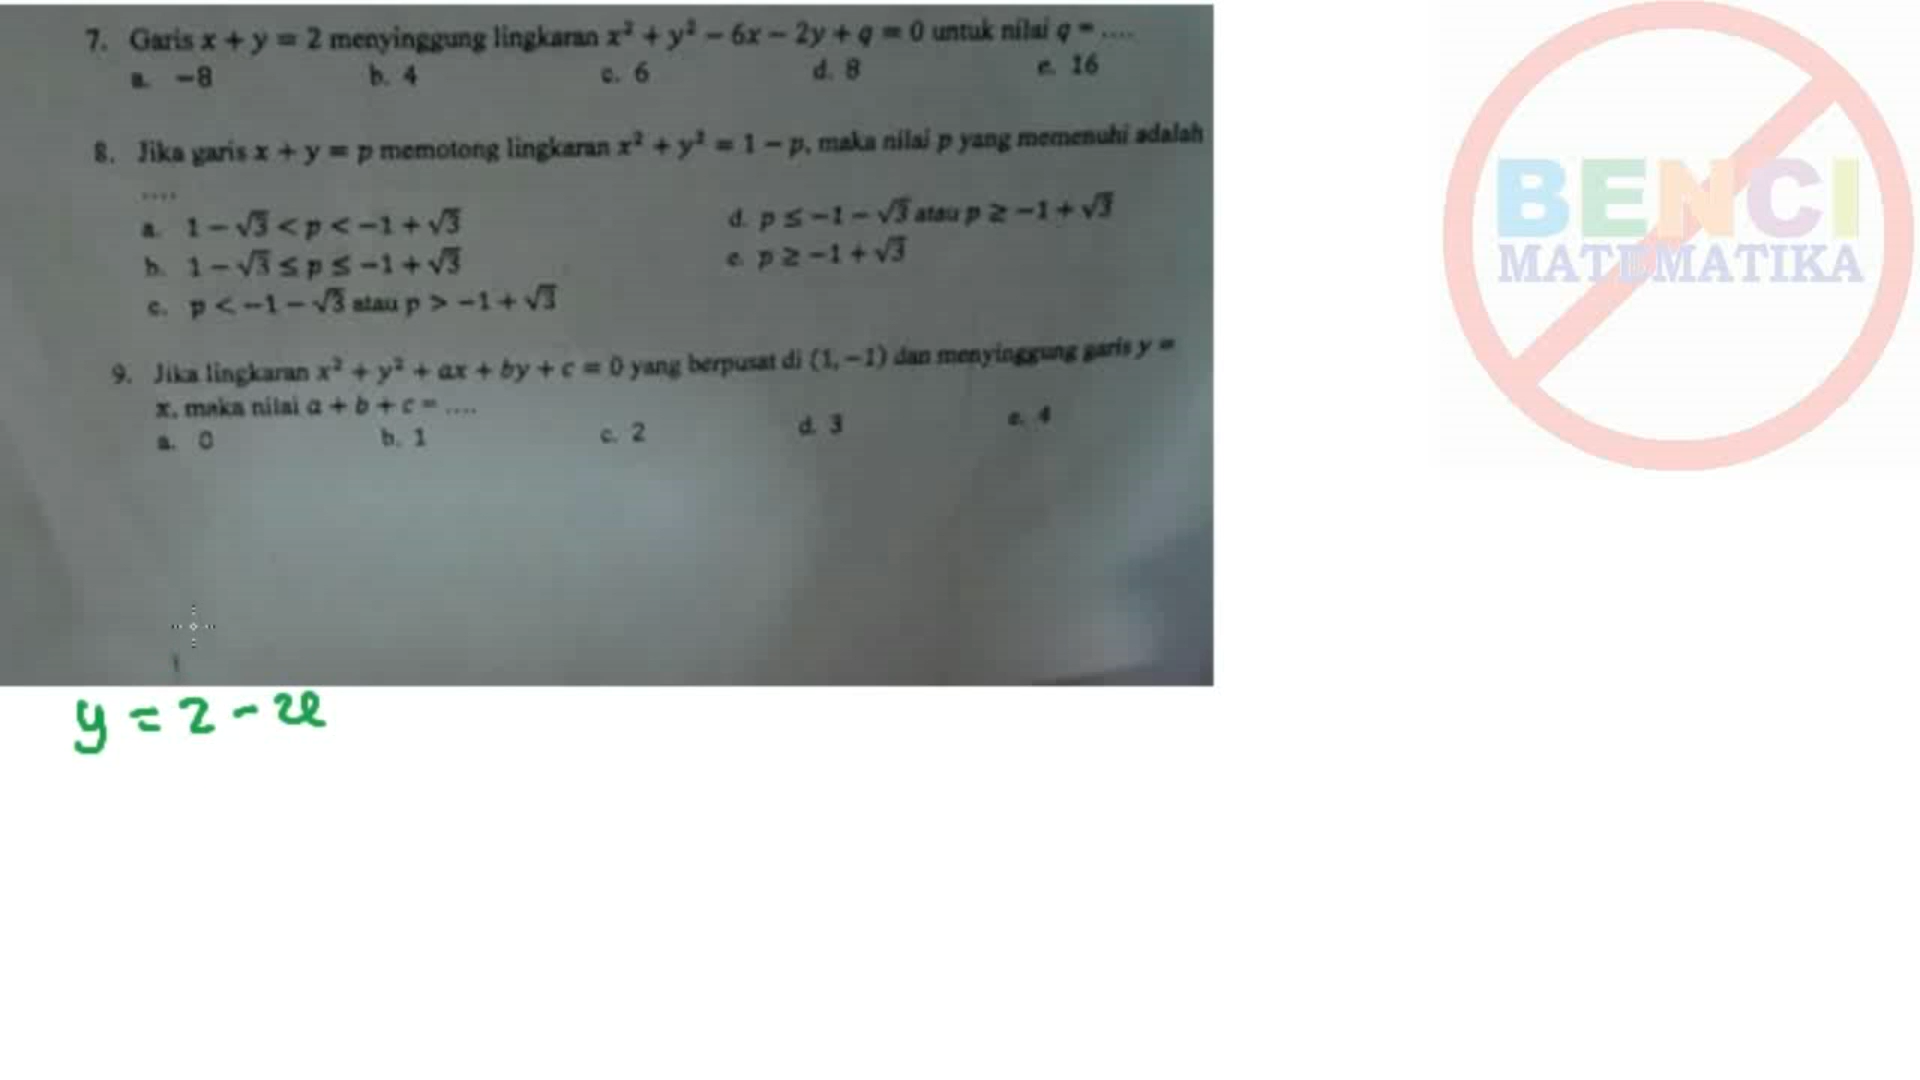 7. Garis x + y = 2 menyinggung lingkaran x² + y² − 6x − 2y + q = 0 untuk nilai q = ....
a. −8 b. 4 c. 6 d. 8 e. 16
8. Jika garis x + y = p memotong lingkaran x² + y² = 1 − p, maka nilai p yang memenuhi adalah
....
a. 1 − √3 < p < −1 + √3
b. 1 − √3 ≤ p ≤ −1 + √3
c. p < −1 − √3 atau p > −1 + √3
d. p ≤ −1 − √3 atau p ≥ −1 + √3
e. p ≥ −1 + √3
9. Jika lingkaran x² + y² + ax + by + c = 0 yang berpusat di (1, −1) dan menyinggung garis y =
x, maka nilai a + b + c = ....
a. 0 b. 1 c. 2 d. 3 e. 4
y = 2 - x
BENCI
MATEMATIKA